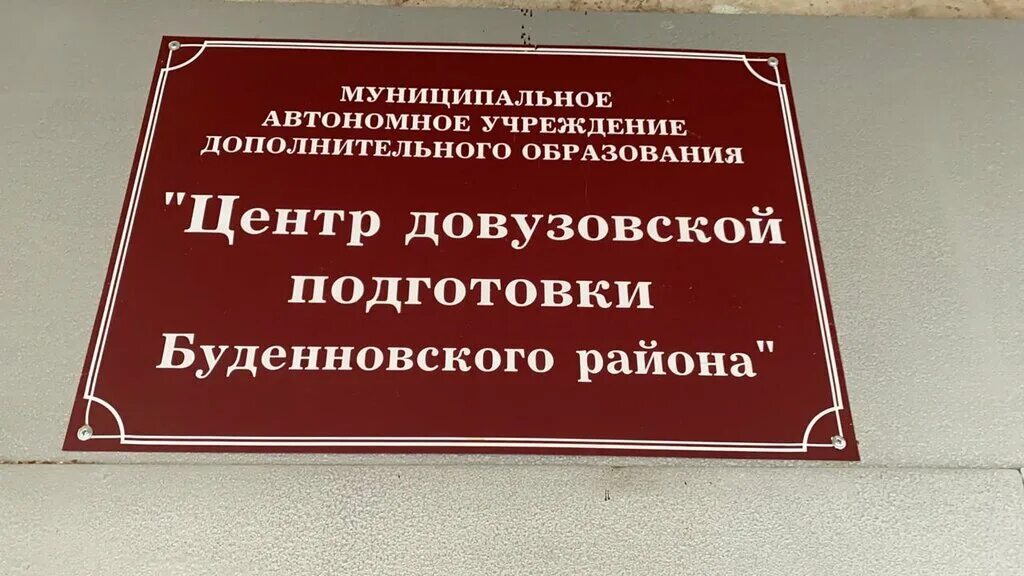 МУНИЦИПАЛЬНОЕ
АВТОНОМНОЕ УЧРЕЖДЕНИЕ
ДОПОЛНИТЕЛЬНОГО ОБРАЗОВАНИЯ
"Центр довузовской
подготовки
Буденновского района"